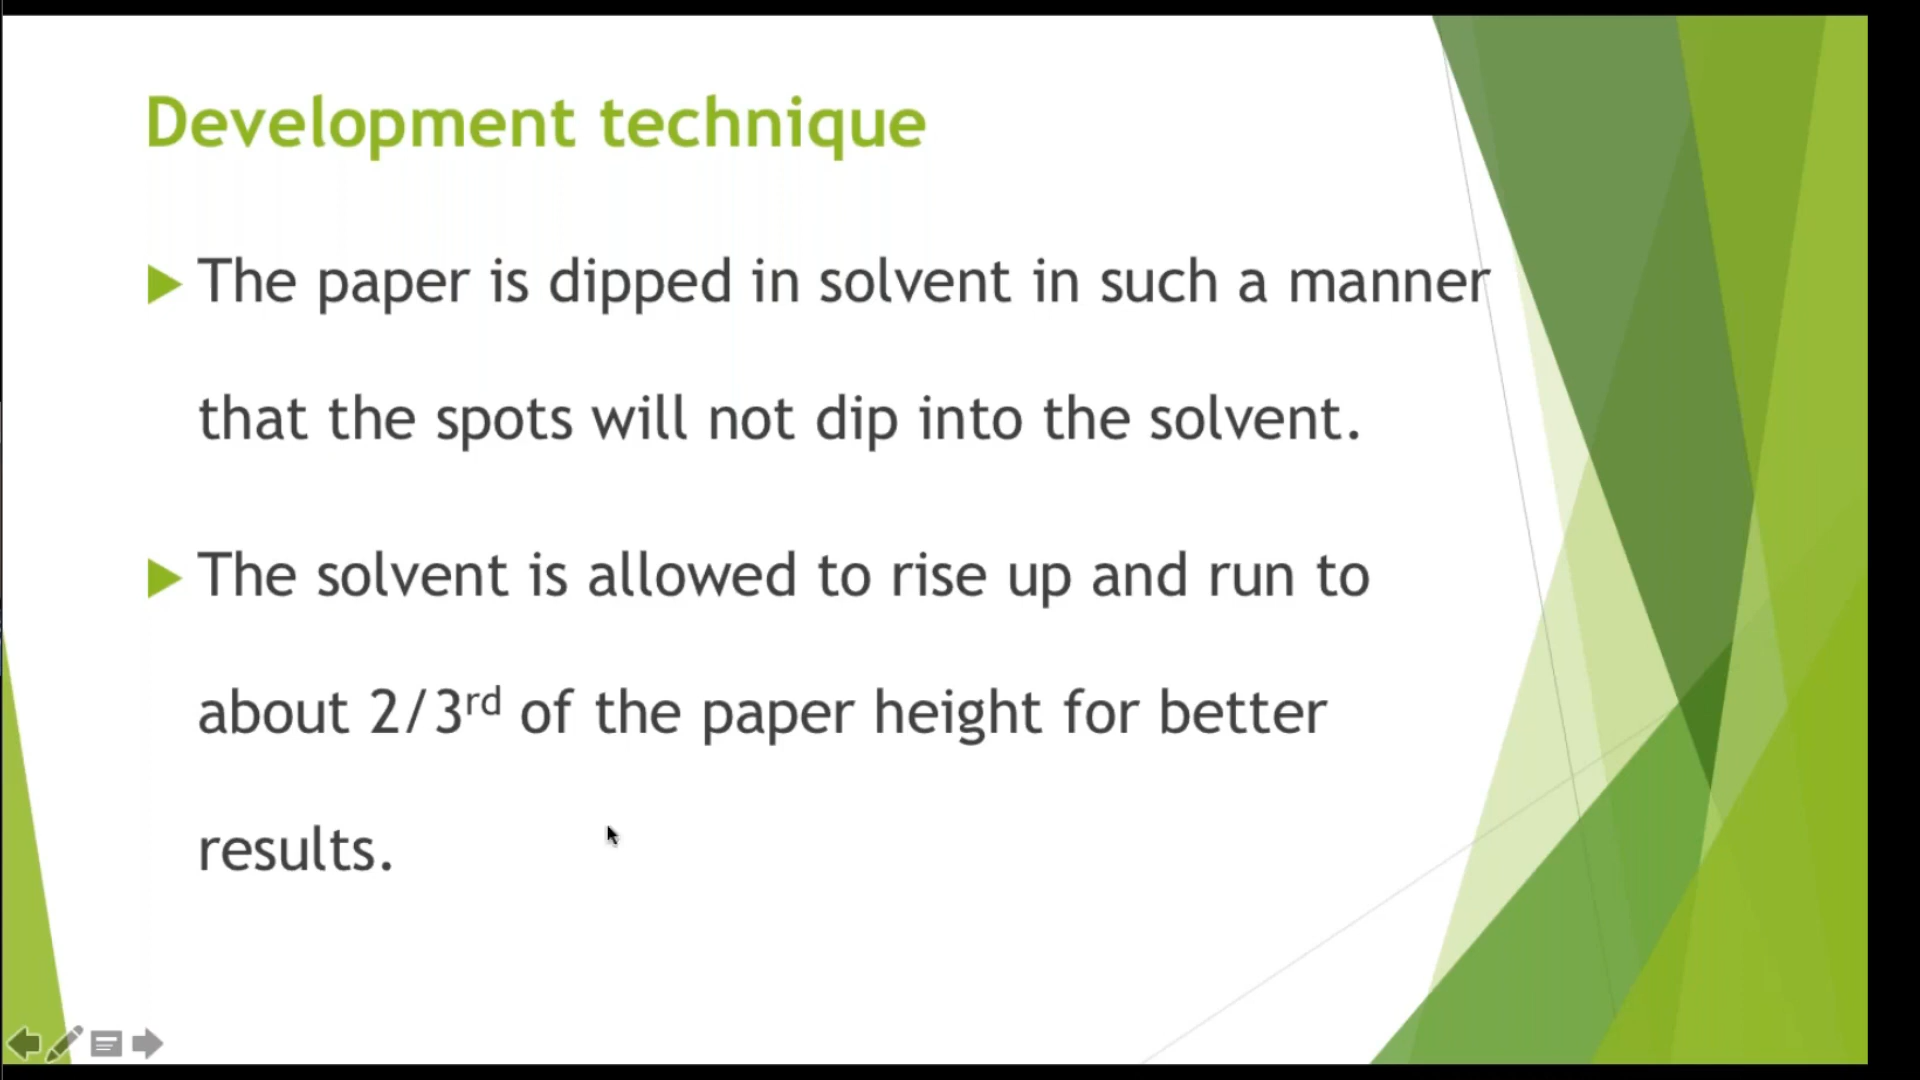 Development technique
The paper is dipped in solvent in such a manner
that the spots will not dip into the solvent.
The solvent is allowed to rise up and run to
about 2/3rd of the paper height for better
results.